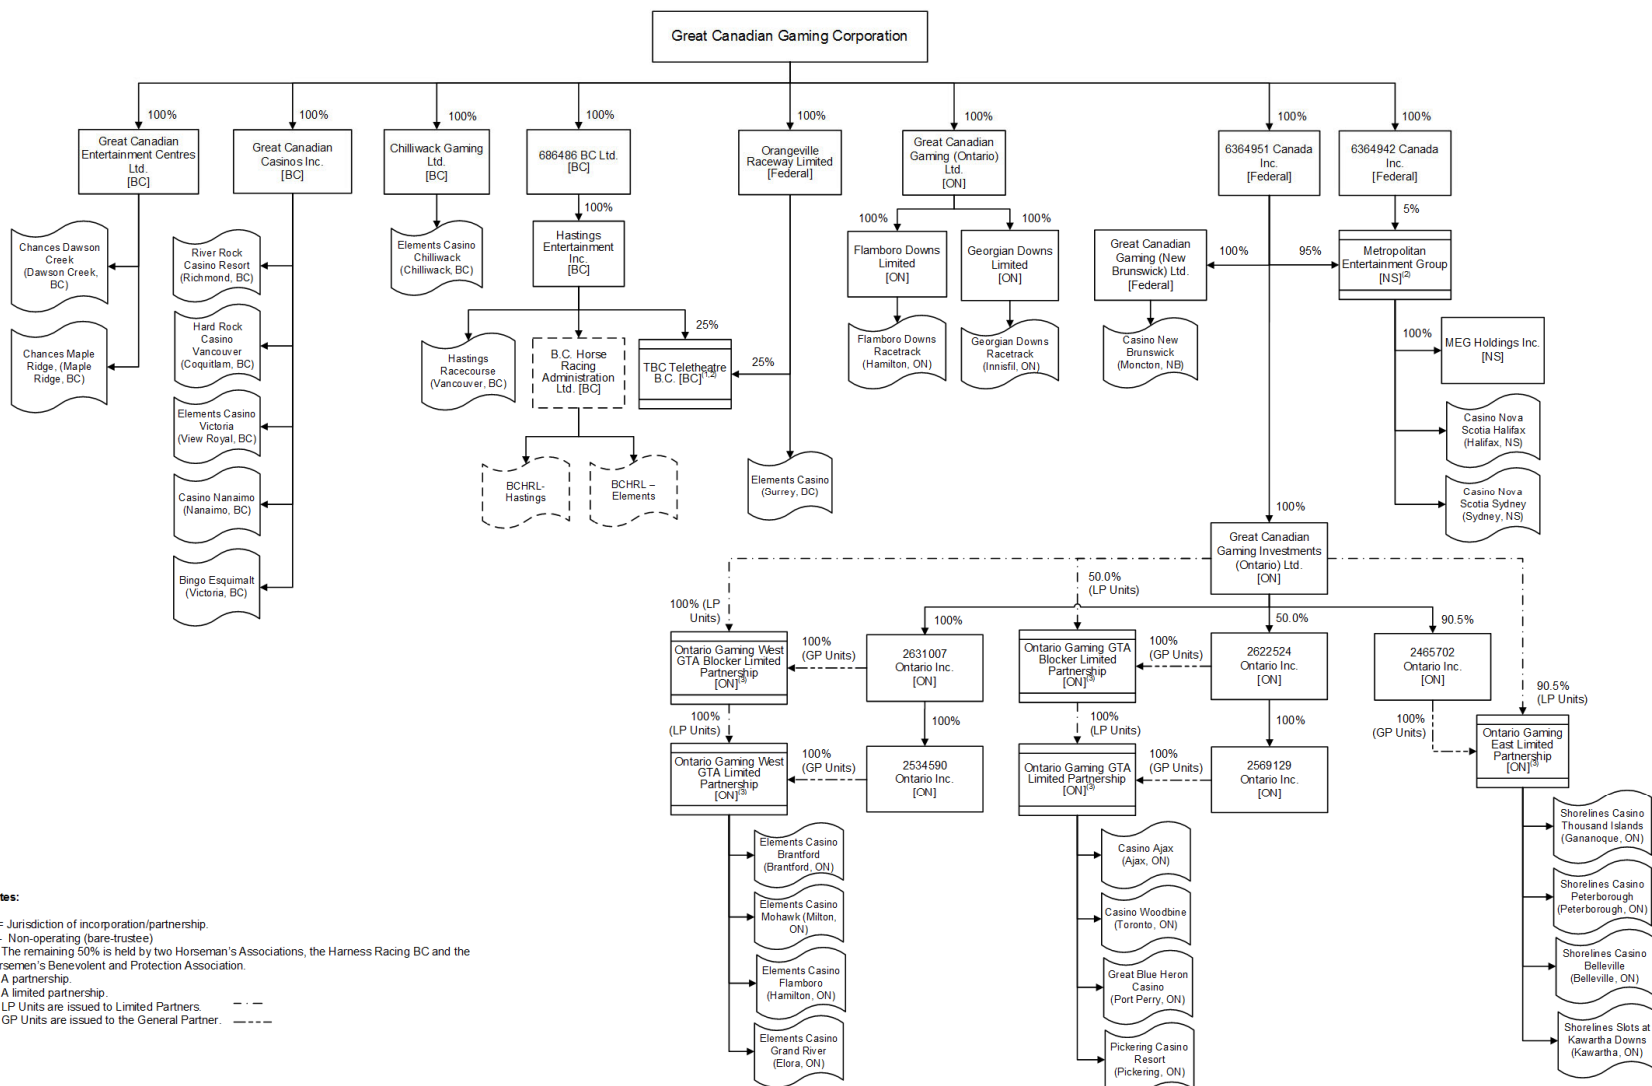 Great Canadian Gaming Corporation
100%
100%
100%
100%
100%
100%
100%
100%
Great Canadian
Entertainment Centres
Ltd.
[BC]
Great Canadian
Casinos Inc.
[BC]
Chilliwack Gaming
Ltd.
[BC]
686486 BC Ltd.
[BC]
Orangeville
Raceway Limited
[Federal]
Great Canadian
Gaming (Ontario)
Ltd.
[ON]
6364951 Canada
Inc.
[Federal]
6364942 Canada
Inc.
[Federal]
Chances Dawson
Creek
(Dawson Creek,
BC)
Chances Maple
Ridge, (Maple
Ridge, BC)
River Rock
Casino Resort
(Richmond, BC)
Hard Rock
Casino
Vancouver
(Coquitlam, BC)
Elements Casino
Victoria
(View Royal, BC)
Casino Nanaimo
(Nanaimo, BC)
Bingo Esquimalt
(Victoria, BC)
Elements Casino
Chilliwack
(Chilliwack, BC)
100%
Hastings
Entertainment
Inc.
[BC]
Hastings
Racecourse
(Vancouver, BC)
B.C. Horse
Racing
Administration
Ltd. [BC]
25%
TBC Teletheatre
B.C. [BC](1,2)
25%
BCHRL-
Hastings
BCHRL –
Elements
Elements Casino
(Surrey, BC)
100%
100%
Flamboro Downs
Limited
[ON]
Georgian Downs
Limited
[ON]
Flamboro Downs
Racetrack
(Hamilton, ON)
Georgian Downs
Racetrack
(Innisfil, ON)
Great Canadian
Gaming (New
Brunswick) Ltd.
[Federal]
100%
95%
5%
Metropolitan
Entertainment Group
[NS](2)
Casino New
Brunswick
(Moncton, NB)
100%
MEG Holdings Inc.
[NS]
Casino Nova
Scotia Halifax
(Halifax, NS)
Casino Nova
Scotia Sydney
(Sydney, NS)
100%
Great Canadian
Gaming Investments
(Ontario) Ltd.
[ON]
100% (LP
Units)
50.0%
(LP Units)
100%
50.0%
90.5%
Ontario Gaming West
GTA Blocker Limited
Partnership
[ON](3)
100%
(GP Units)
2631007
Ontario Inc.
[ON]
Ontario Gaming GTA
Blocker Limited
Partnership
[ON](3)
100%
(GP Units)
2622524
Ontario Inc.
[ON]
2465702
Ontario Inc.
[ON]
90.5%
(LP Units)
100%
(LP Units)
100%
100%
(LP Units)
100%
100%
(GP Units)
Ontario Gaming West
GTA Limited
Partnership
[ON](3)
100%
(GP Units)
2534590
Ontario Inc.
[ON]
Ontario Gaming GTA
Limited Partnership
[ON](3)
100%
(GP Units)
2569129
Ontario Inc.
[ON]
Ontario Gaming
East Limited
Partnership
[ON](3)
Elements Casino
Brantford
(Brantford, ON)
Elements Casino
Mohawk (Milton,
ON)
Elements Casino
Flamboro
(Hamilton, ON)
Elements Casino
Grand River
(Elora, ON)
Casino Ajax
(Ajax, ON)
Casino Woodbine
(Toronto, ON)
Great Blue Heron
Casino
(Port Perry, ON)
Pickering Casino
Resort
(Pickering, ON)
Shorelines Casino
Thousand Islands
(Gananoque, ON)
Shorelines Casino
Peterborough
(Peterborough, ON)
Shorelines Casino
Belleville
(Belleville, ON)
Shorelines Slots at
Kawartha Downs
(Kawartha, ON)
tes:
= Jurisdiction of incorporation/partnership.
- Non-operating (bare-trustee)
The remaining 50% is held by two Horseman's Associations, the Harness Racing BC and the
rsemen's Benevolent and Protection Association.
A partnership.
A limited partnership.
LP Units are issued to Limited Partners.
GP Units are issued to the General Partner.